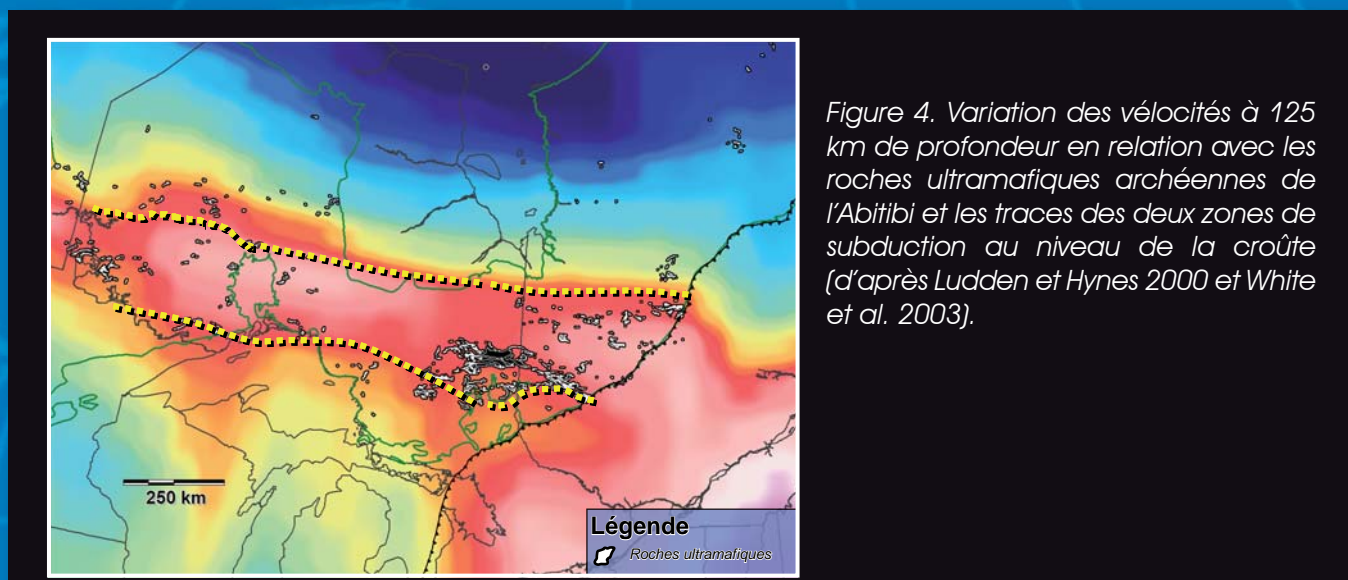 250 km
Légende
Roches ultramafiques
Figure 4. Variation des vélocités à 125
km de profondeur en relation avec les
roches ultramafiques archéennes de
l'Abitibi et les traces des deux zones de
subduction au niveau de la croûte
(d'après Ludden et Hynes 2000 et White
et al. 2003).